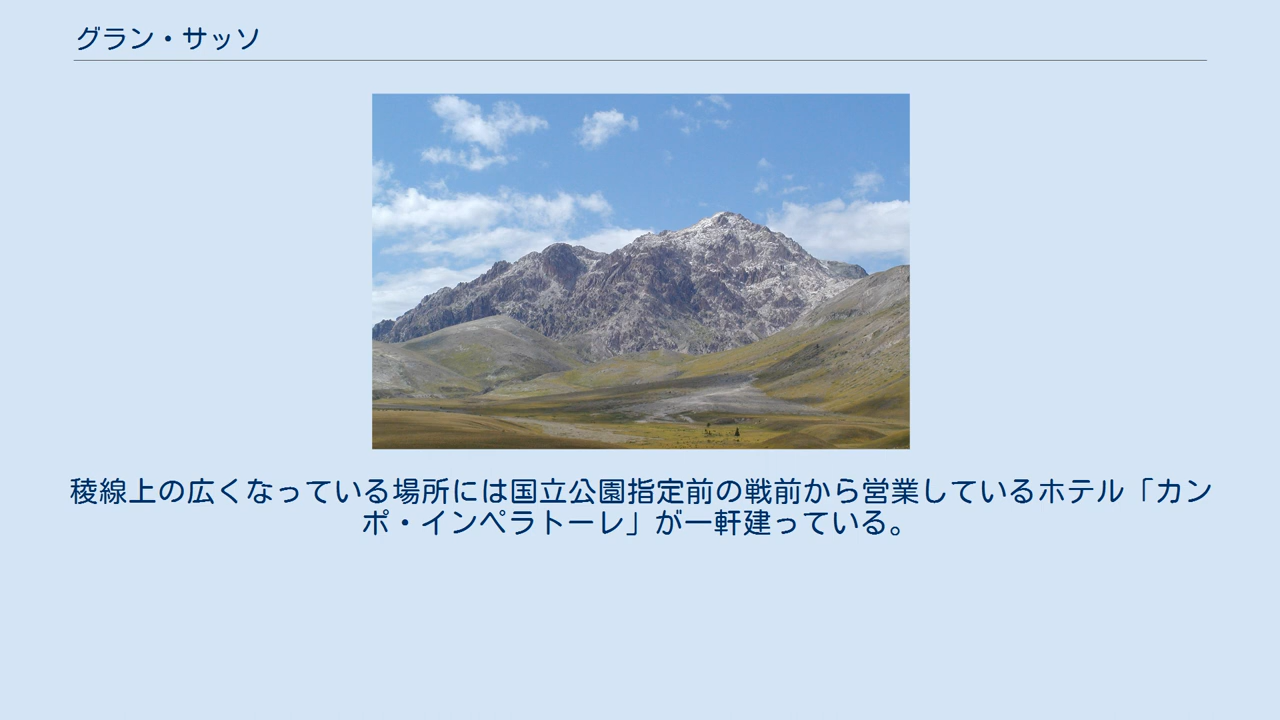 グラン・サッソ
稜線上の広くなっている場所には国立公園指定前の戦前から営業しているホテル「カン
ポ・インペラトーレ」が一軒建っている。